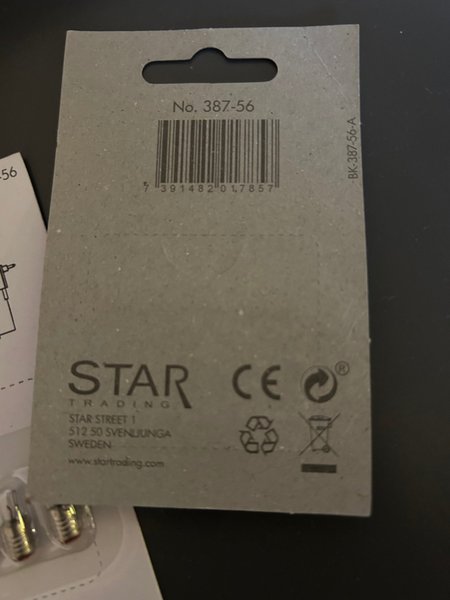 No. 387-56
7 391482 017857
BK-387-56-A
-56
STAR
TRADING
STAR STREET 1
512 50 SVENLJUNGA
SWEDEN
www.startrading.com
CE
®